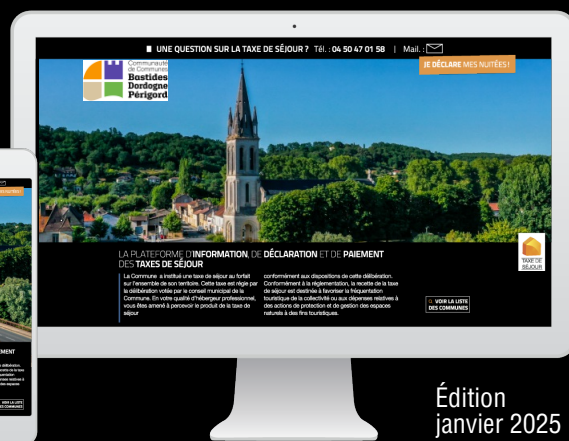 UNE QUESTION SUR LA TAXE DE SÉJOUR ? Tél. : 04 50 47 01 58 | Mail. :
JE DÉCLARE MES NUITÉES !
Communauté
de Communes
Bastides
Dordogne
Périgord
LA PLATEFORME D'INFORMATION, DE DÉCLARATION ET DE PAIEMENT
DES TAXES DE SÉJOUR
La Commune a institué une taxe de séjour au forfait
sur l'ensemble de son territoire. Cette taxe est régie par
la délibération votée par le conseil municipal de la
Commune. En votre qualité d'hébergeur professionnel,
vous êtes amené à percevoir le produit de la taxe de
séjour
conformément aux dispositions de cette délibération.
Conformément à la réglementation, la recette de la taxe
de séjour est destinée à favoriser la fréquentation
touristique de la collectivité ou aux dépenses relatives à
des actions de protection et de gestion des espaces
naturels à des fins touristiques.
TAXE DE
SÉJOUR
VOIR LA LISTE
DES COMMUNES
EMENT
VOIR LA LISTE
DES COMMUNES
Édition
janvier 2025